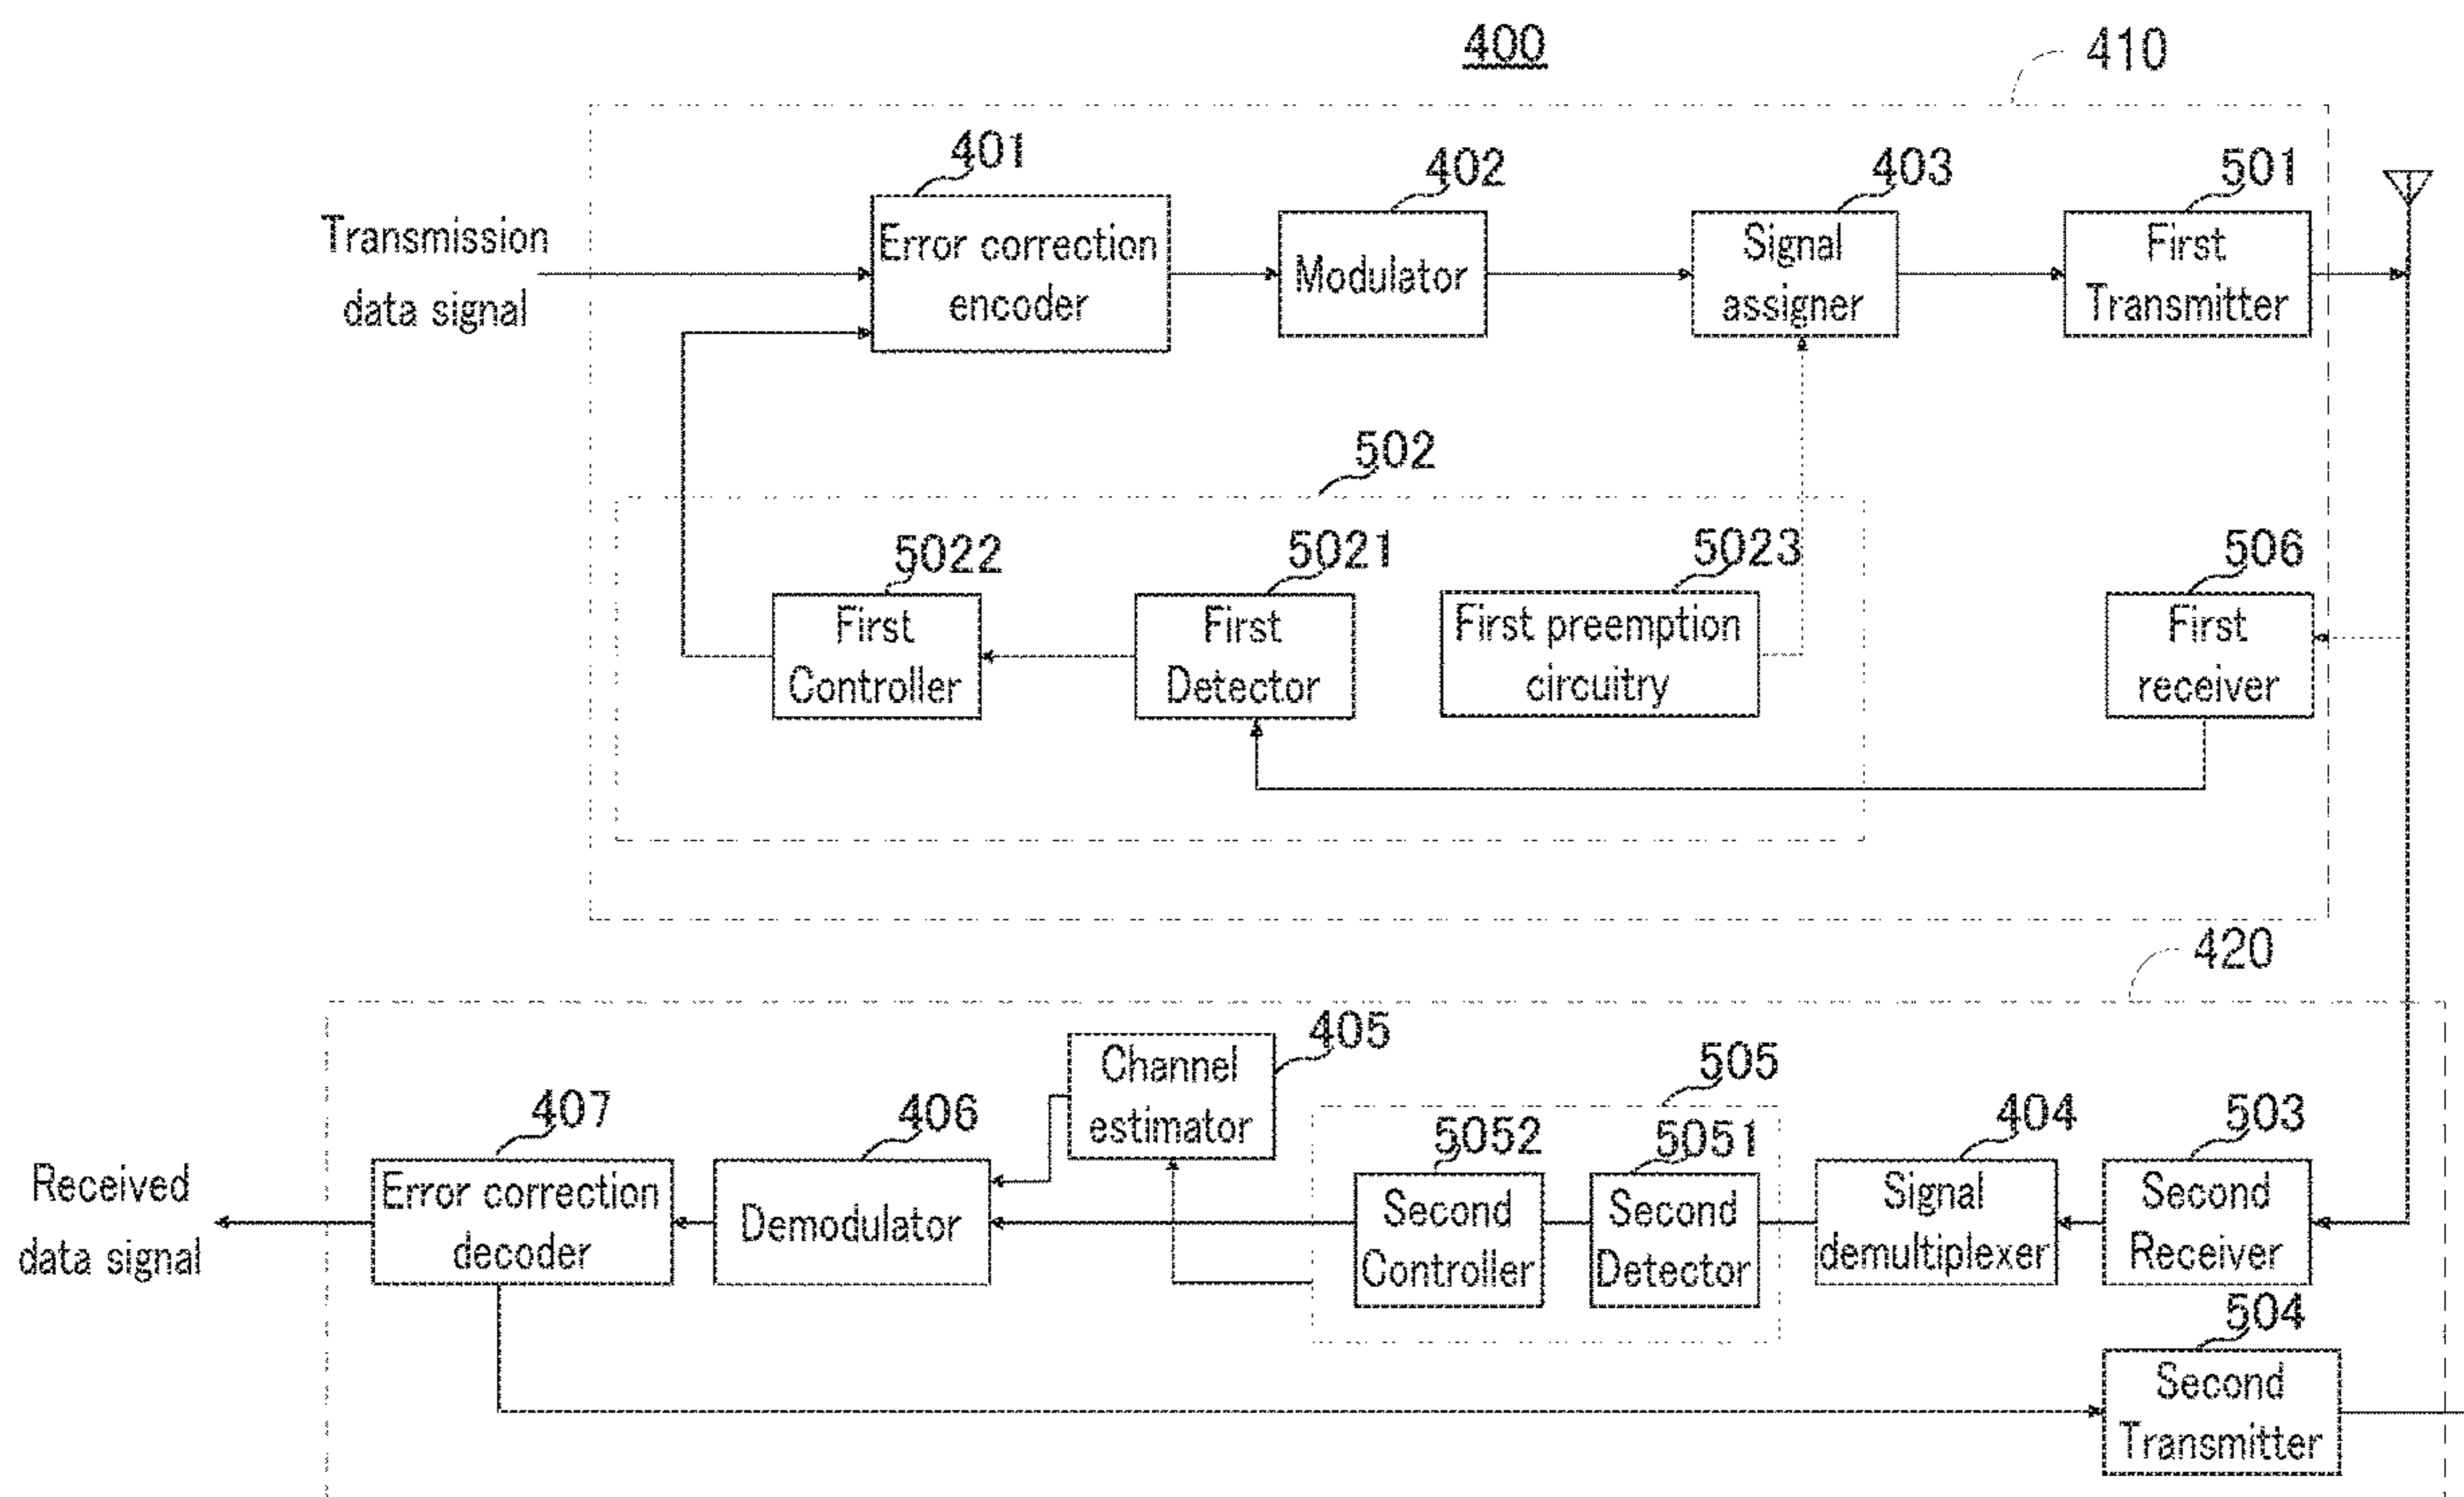 400
410
401
402
403
501
Transmission
data signal
Error correction
encoder
Modulator
Signal
assigner
First
Transmitter
502
5022
5021
5023
506
First
Controller
First
Detector
First preemption
circuitry
First
receiver
420
405
Channel
estimator
505
407
406
5052
5051
404
503
Received
data signal
Error correction
decoder
Demodulator
Second
Controller
Second
Detector
Signal
demultiplexer
Second
Receiver
504
Second
Transmitter